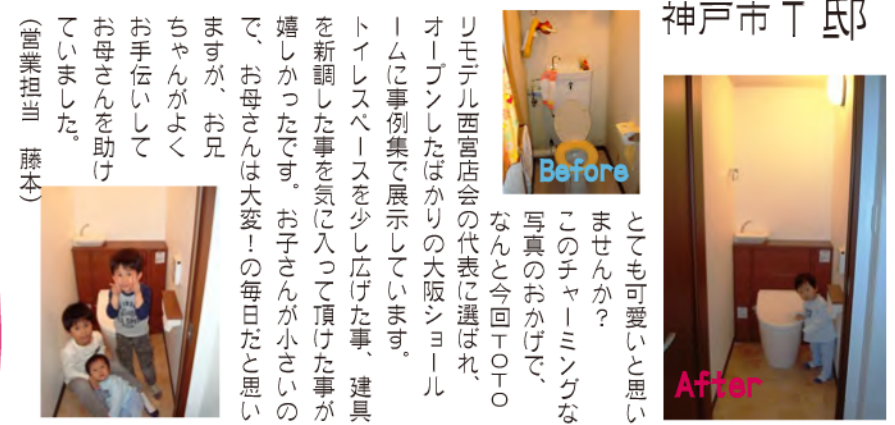 神戸市T邸
Before
After
とても可愛いと思い
ませんか？
このチャーミングな
写真のおかげで、
なんと今回TOTO
リモデル西宮店会の代表に選ばれ、
オープンしたばかりの大阪ショール
ームに事例集で展示しています。
トイレスペースを少し広げた事、建具
を新調した事を気に入って頂けた事が
嬉しかったです。お子さんが小さいの
で、お母さんは大変！の毎日だと思い
ますが、お兄
ちゃんがよく
お手伝いして
お母さんを助け
ていました。
（営業担当　藤本）